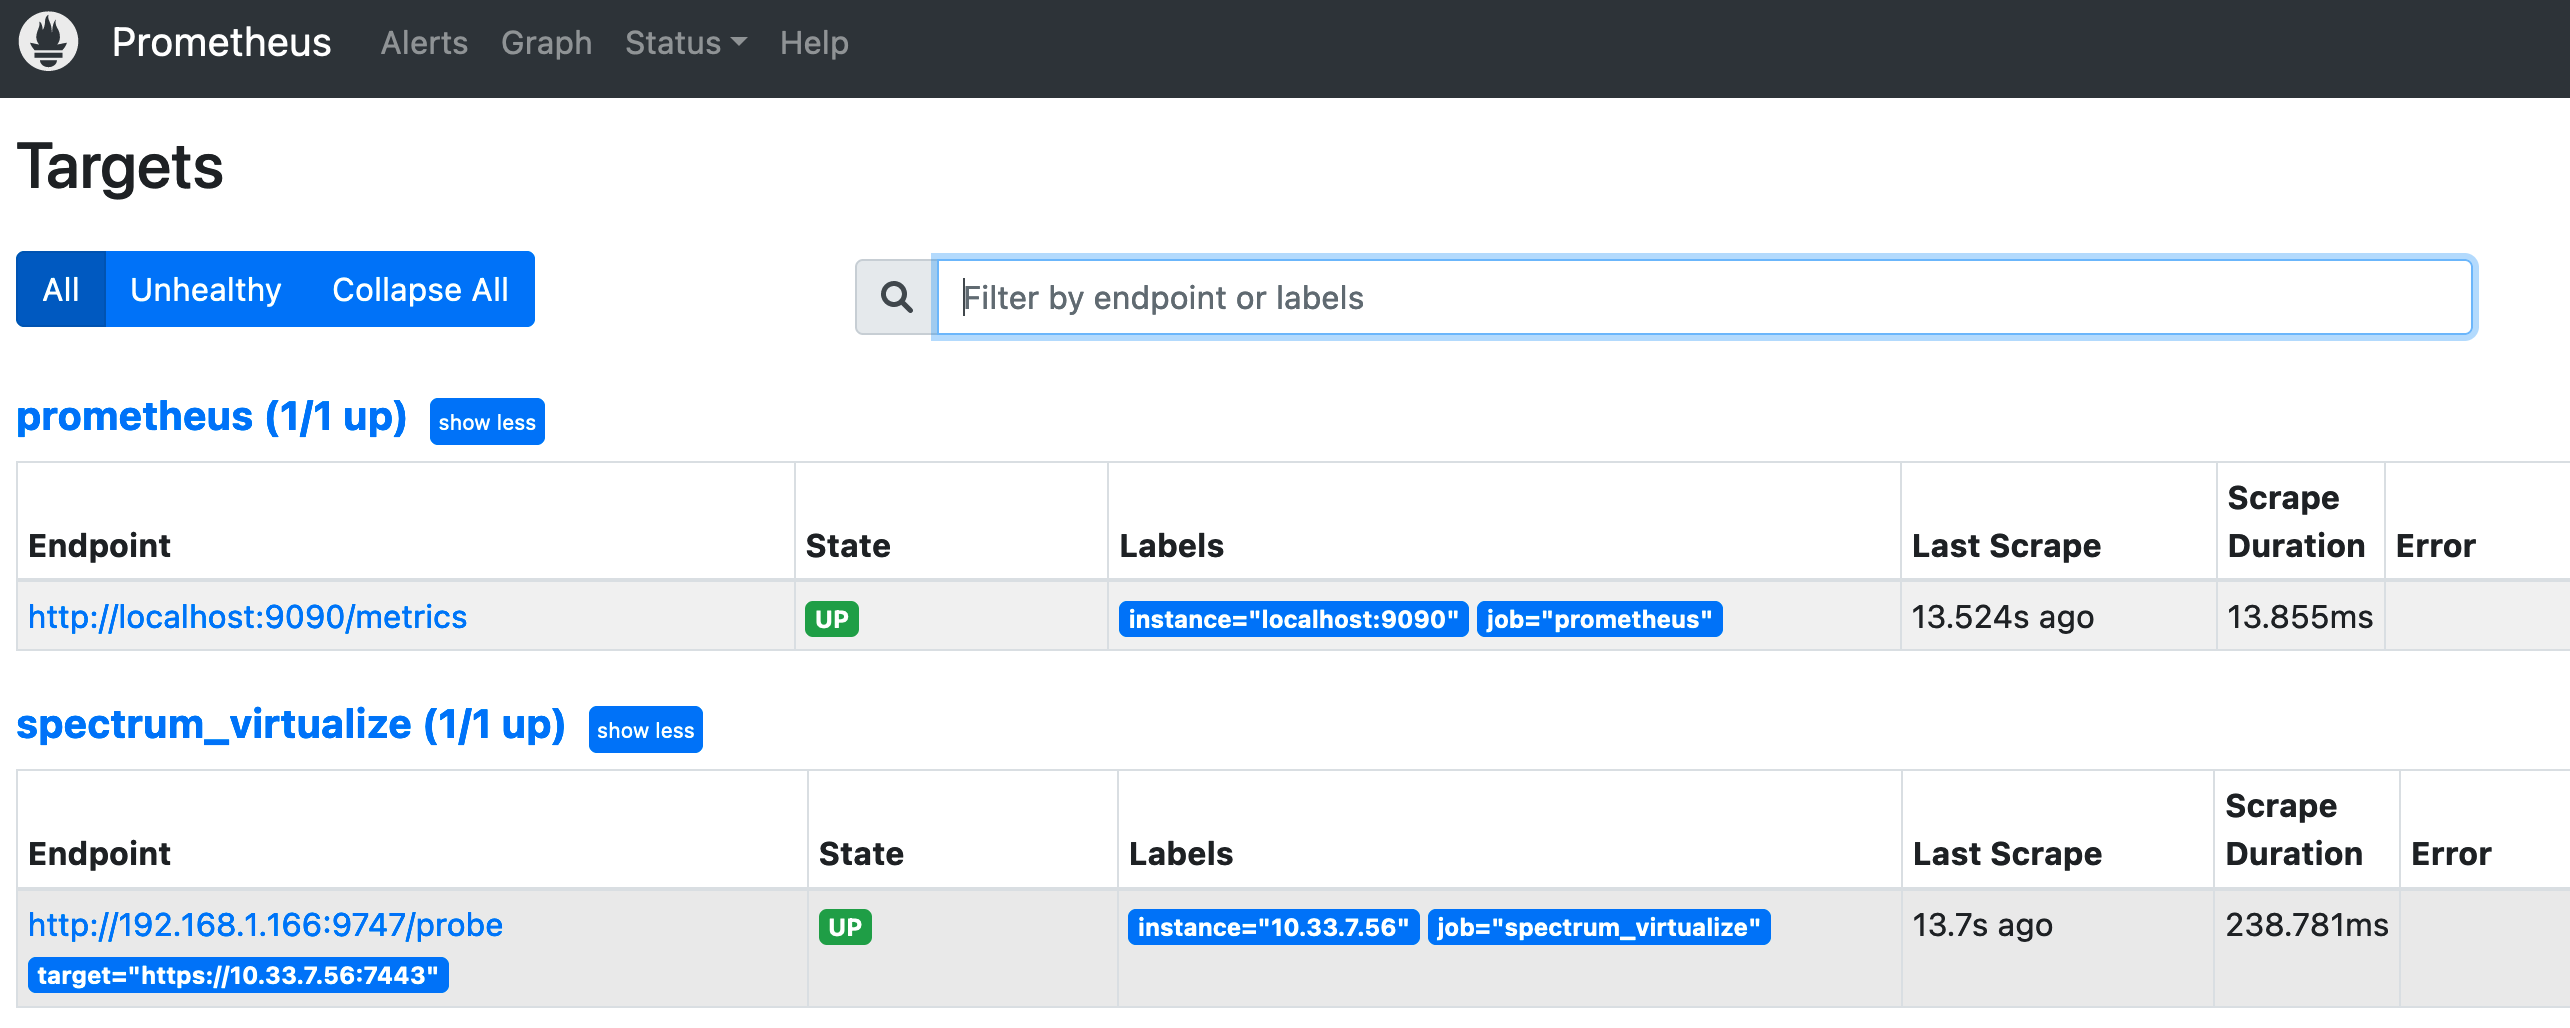 Prometheus Alerts Graph Status Help
Targets
All Unhealthy Collapse All
Filter by endpoint or labels
prometheus (1/1 up) show less
Endpoint State Labels Last Scrape Scrape Duration Error
http://localhost:9090/metrics UP instance="localhost:9090" job="prometheus" 13.524s ago 13.855ms
spectrum_virtualize (1/1 up) show less
Endpoint State Labels Last Scrape Scrape Duration Error
http://192.168.1.166:9747/probe UP instance="10.33.7.56" job="spectrum_virtualize" 13.7s ago 238.781ms
target="https://10.33.7.56:7443"